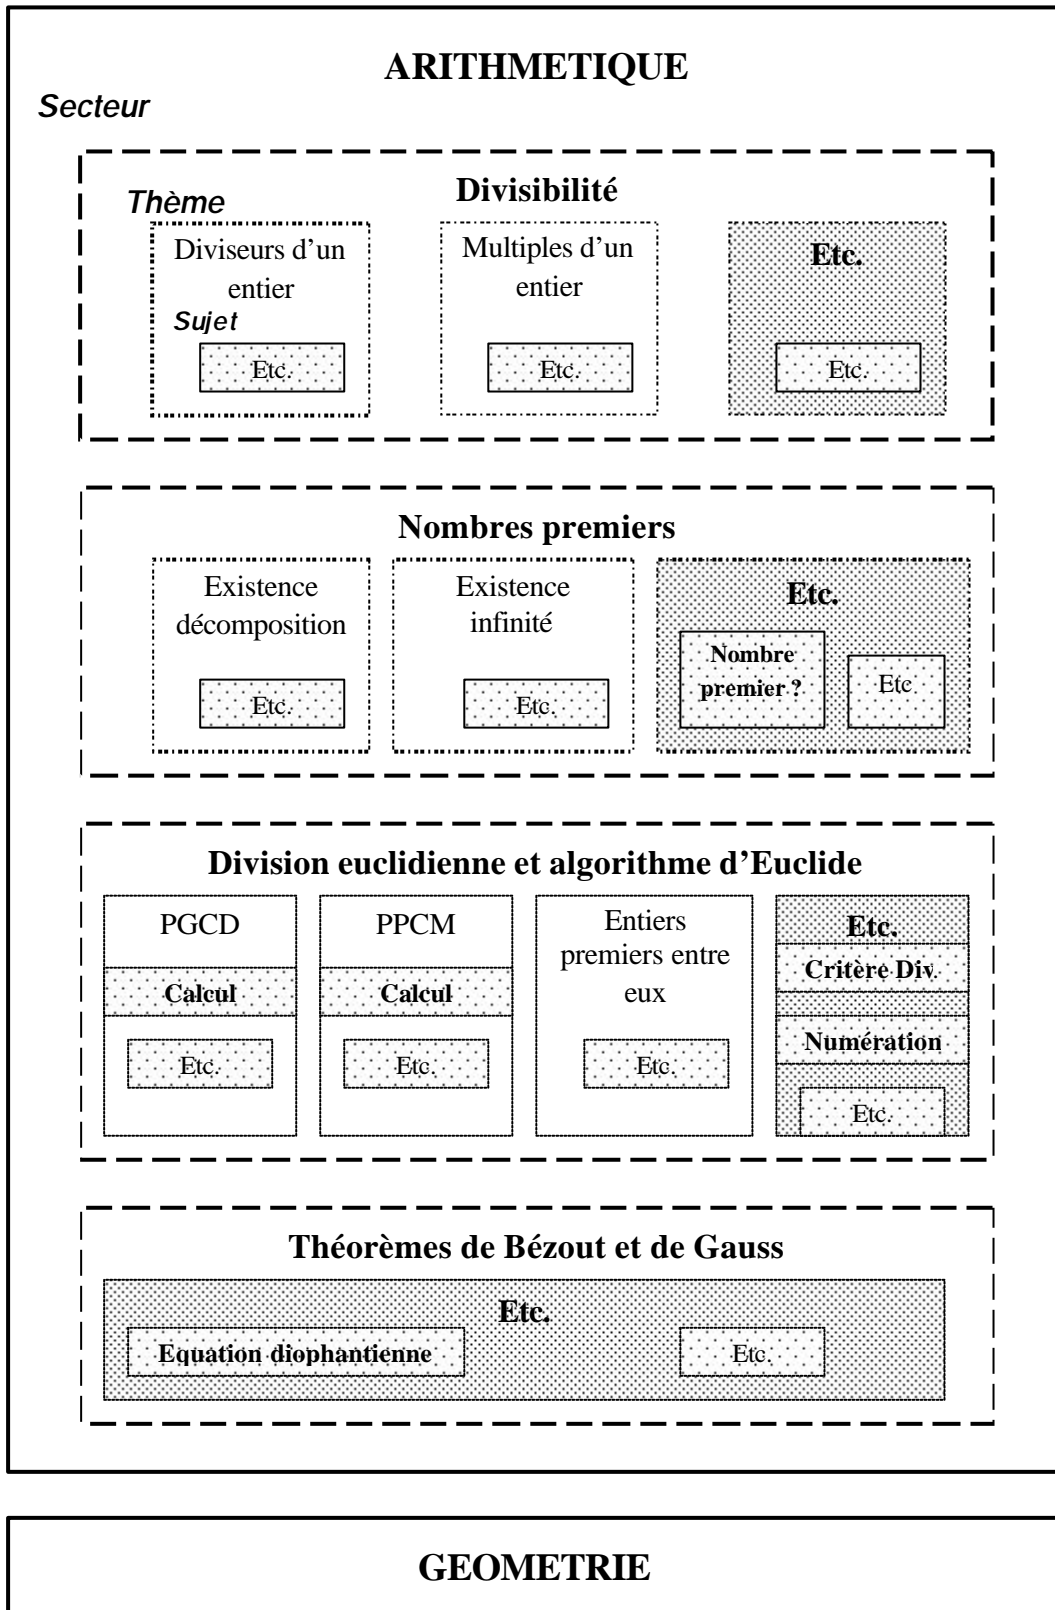 ARITHMETIQUE
Secteur
Divisibilité
Thème
Diviseurs d'un
entier
Sujet
Etc.
Multiples d'un
entier
Etc.
Etc.
Etc.
Nombres premiers
Existence
décomposition
Etc.
Existence
infinité
Etc.
Etc.
Nombre
premier ?
Etc
Division euclidienne et algorithme d'Euclide
PGCD
Calcul
Etc.
PPCM
Calcul
Etc.
Entiers
premiers entre
eux
Etc.
Etc.
Critère Div.
Numération
Etc.
Théorèmes de Bézout et de Gauss
Etc.
Equation diophantienne
Etc.
GEOMETRIE